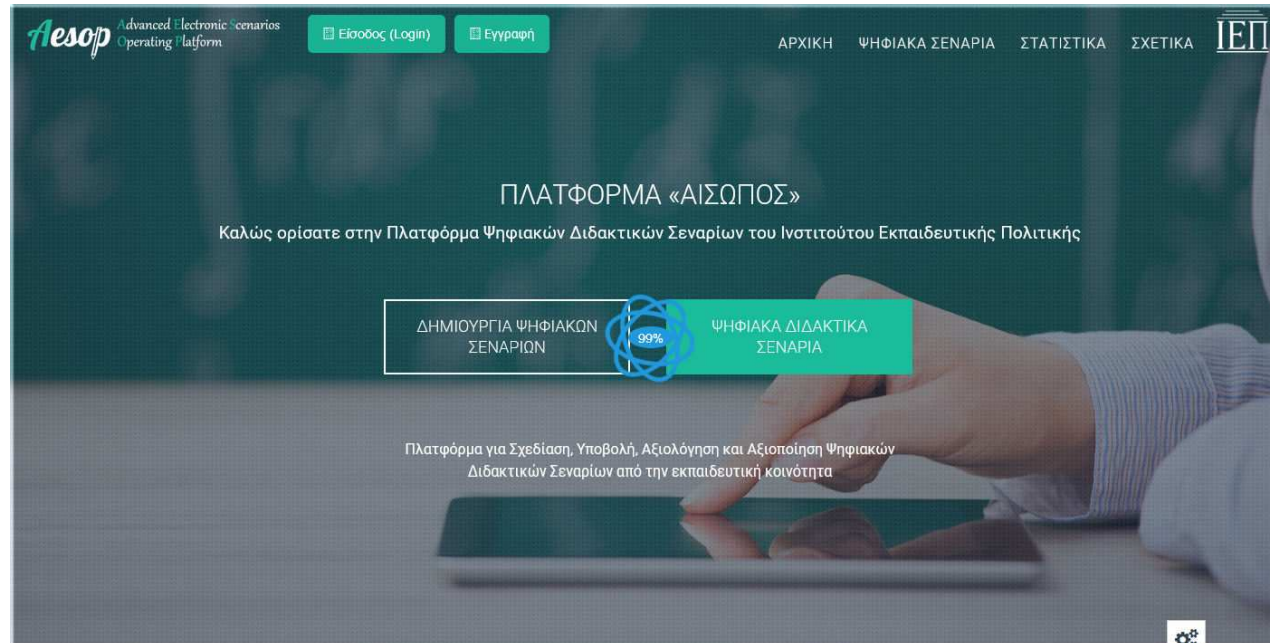 Aesop Advanced Electronic Scenarios
Operating Platform
Είσοδος (Login)
Εγγραφή
ΑΡΧΙΚΗ ΨΗΦΙΑΚΑ ΣΕΝΑΡΙΑ ΣΤΑΤΙΣΤΙΚΑ ΣΧΕΤΙΚΑ
ΙΕΠ
ΠΛΑΤΦΟΡΜΑ «ΑΙΣΩΠΟΣ»
Καλώς ορίσατε στην Πλατφόρμα Ψηφιακών Διδακτικών Σεναρίων του Ινστιτούτου Εκπαιδευτικής Πολιτικής
ΔΗΜΙΟΥΡΓΙΑ ΨΗΦΙΑΚΩΝ
ΣΕΝΑΡΙΩΝ
99%
ΨΗΦΙΑΚΑ ΔΙΔΑΚΤΙΚΑ
ΣΕΝΑΡΙΑ
Πλατφόρμα για Σχεδίαση, Υποβολή, Αξιολόγηση και Αξιοποίηση Ψηφιακών
Διδακτικών Σεναρίων από την εκπαιδευτική κοινότητα